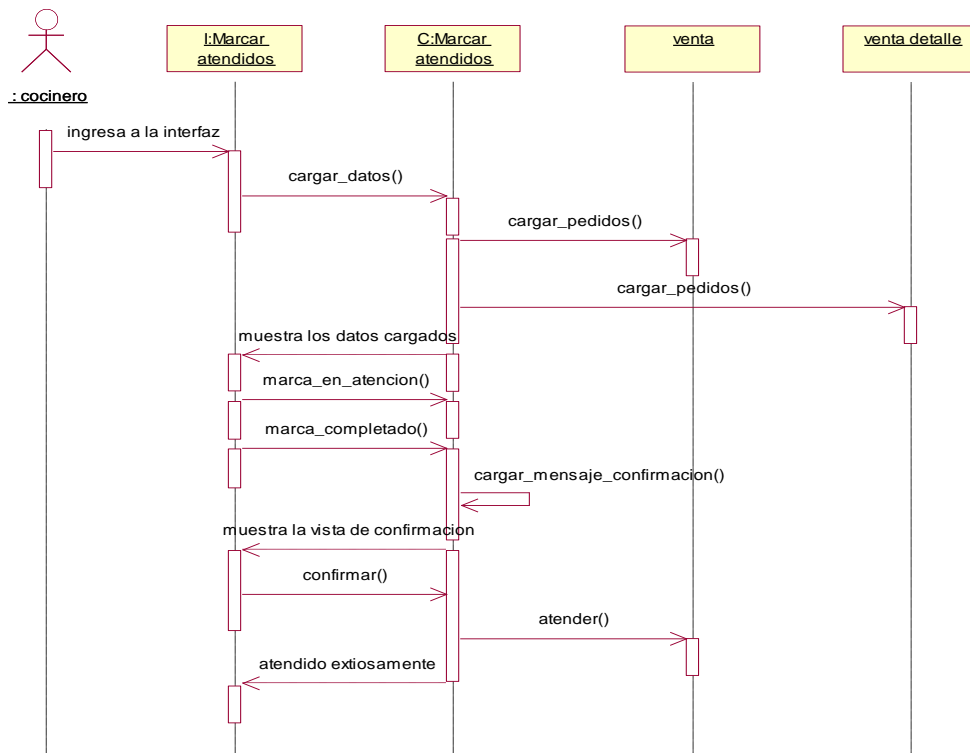 I:Marcar
atendidos
C:Marcar
atendidos
venta
venta detalle
: cocinero
ingresa a la interfaz
cargar_datos()
cargar_pedidos()
cargar_pedidos()
muestra los datos cargados
marca_en_atencion()
marca_completado()
cargar_mensaje_confirmacion()
muestra la vista de confirmacion
confirmar()
atender()
atendido extiosamente